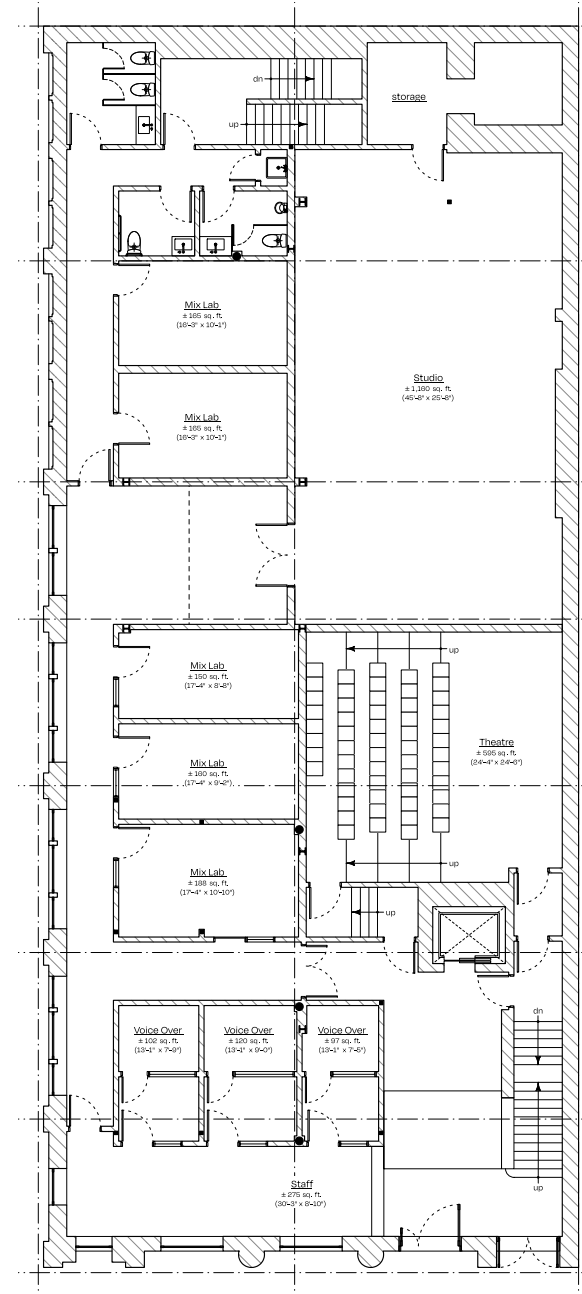 dn
storage
up
Mix Lab
± 165 sq. ft.
(16'-3" x 10'-1")
Studio
± 1,160 sq. ft.
(45'-8" x 25'-8")
Mix Lab
± 165 sq. ft.
(16'-3" x 10'-1")
up
Mix Lab
± 150 sq. ft.
(17'-4" x 8'-8")
Theatre
± 595 sq. ft.
(24'-4" x 24'-6")
Mix Lab
± 160 sq. ft.
(17'-4" x 9'-2")
up
Mix Lab
± 188 sq. ft.
(17'-4" x 10'-10")
up
dn
Voice Over
± 102 sq. ft.
(13'-1" x 7'-9")
Voice Over
± 120 sq. ft.
(13'-1" x 9'-0")
Voice Over
± 97 sq. ft.
(13'-1" x 7'-5")
Staff
± 275 sq. ft.
(30'-3" x 8'-10")
up